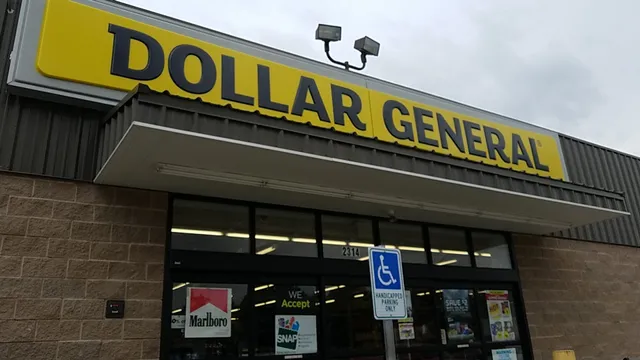 DOLLAR GENERAL
2314
HANDICAPPED
PARKING
ONLY
Marlboro
WE
Accept
SNAP